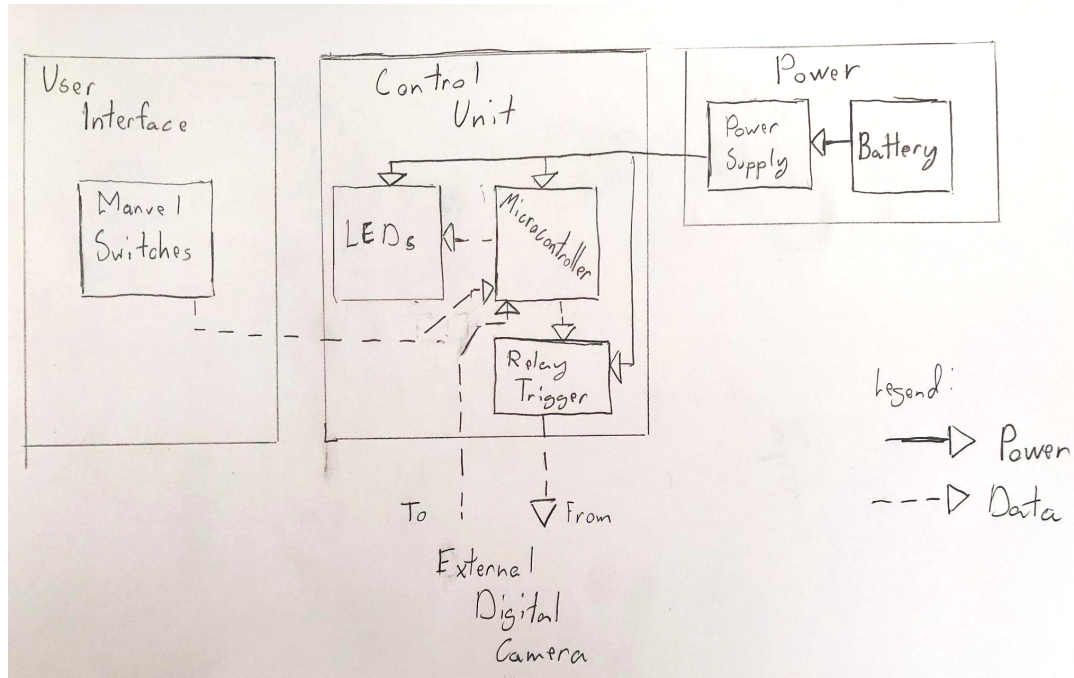 User
Interface
Manvel
Switches
Control
Unit
LEDs
Microcontroller
Relay
Trigger
Power
Power
Supply
Battery
To
From
External
Digital
Camera
Legend:
Power
Data